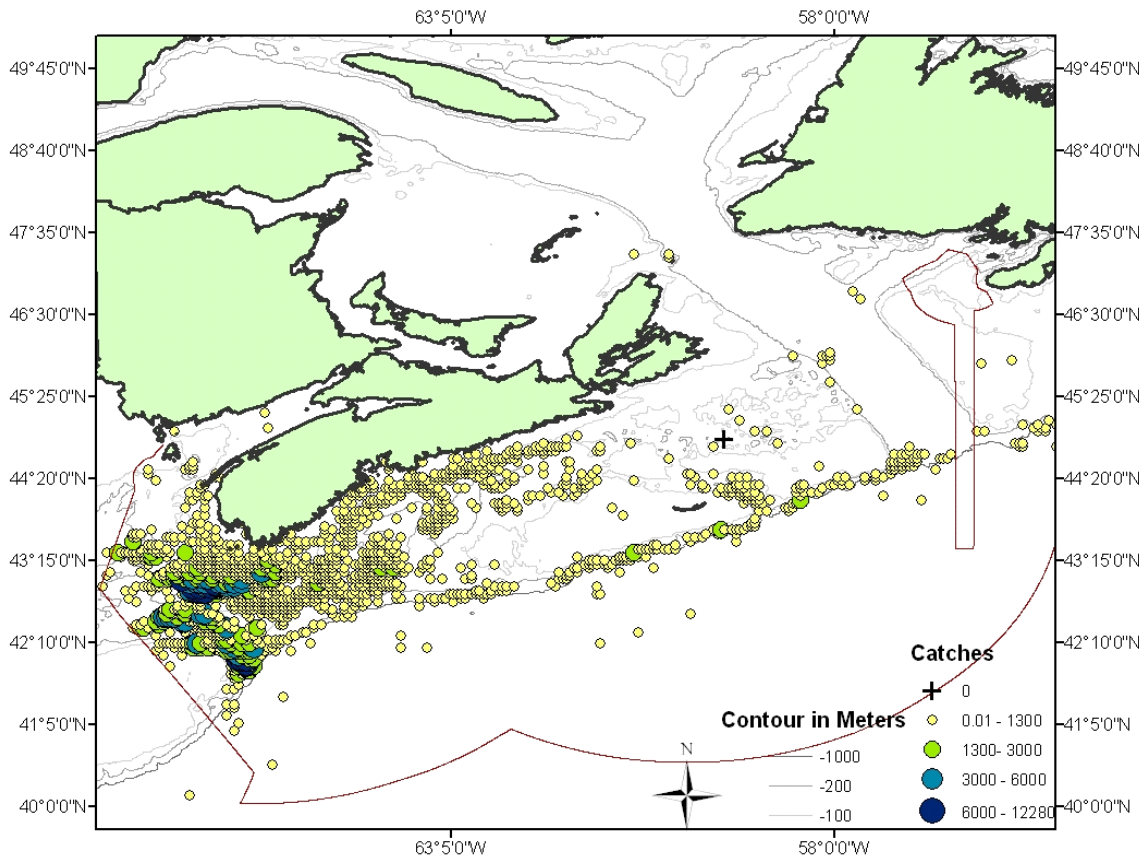 63°5'0"W 58°0'0"W
49°45'0"N 49°45'0"N
48°40'0"N 48°40'0"N
47°35'0"N 47°35'0"N
46°30'0"N 46°30'0"N
45°25'0"N 45°25'0"N
44°20'0"N 44°20'0"N
43°15'0"N 43°15'0"N
42°10'0"N 42°10'0"N
Catches
0
41°5'0"N Contour in Meters 0.01 - 1300 41°5'0"N
-1000 1300- 3000
N
-200 3000 - 6000
40°0'0"N -100 6000 - 12280 40°0'0"N
63°5'0"W 58°0'0"W